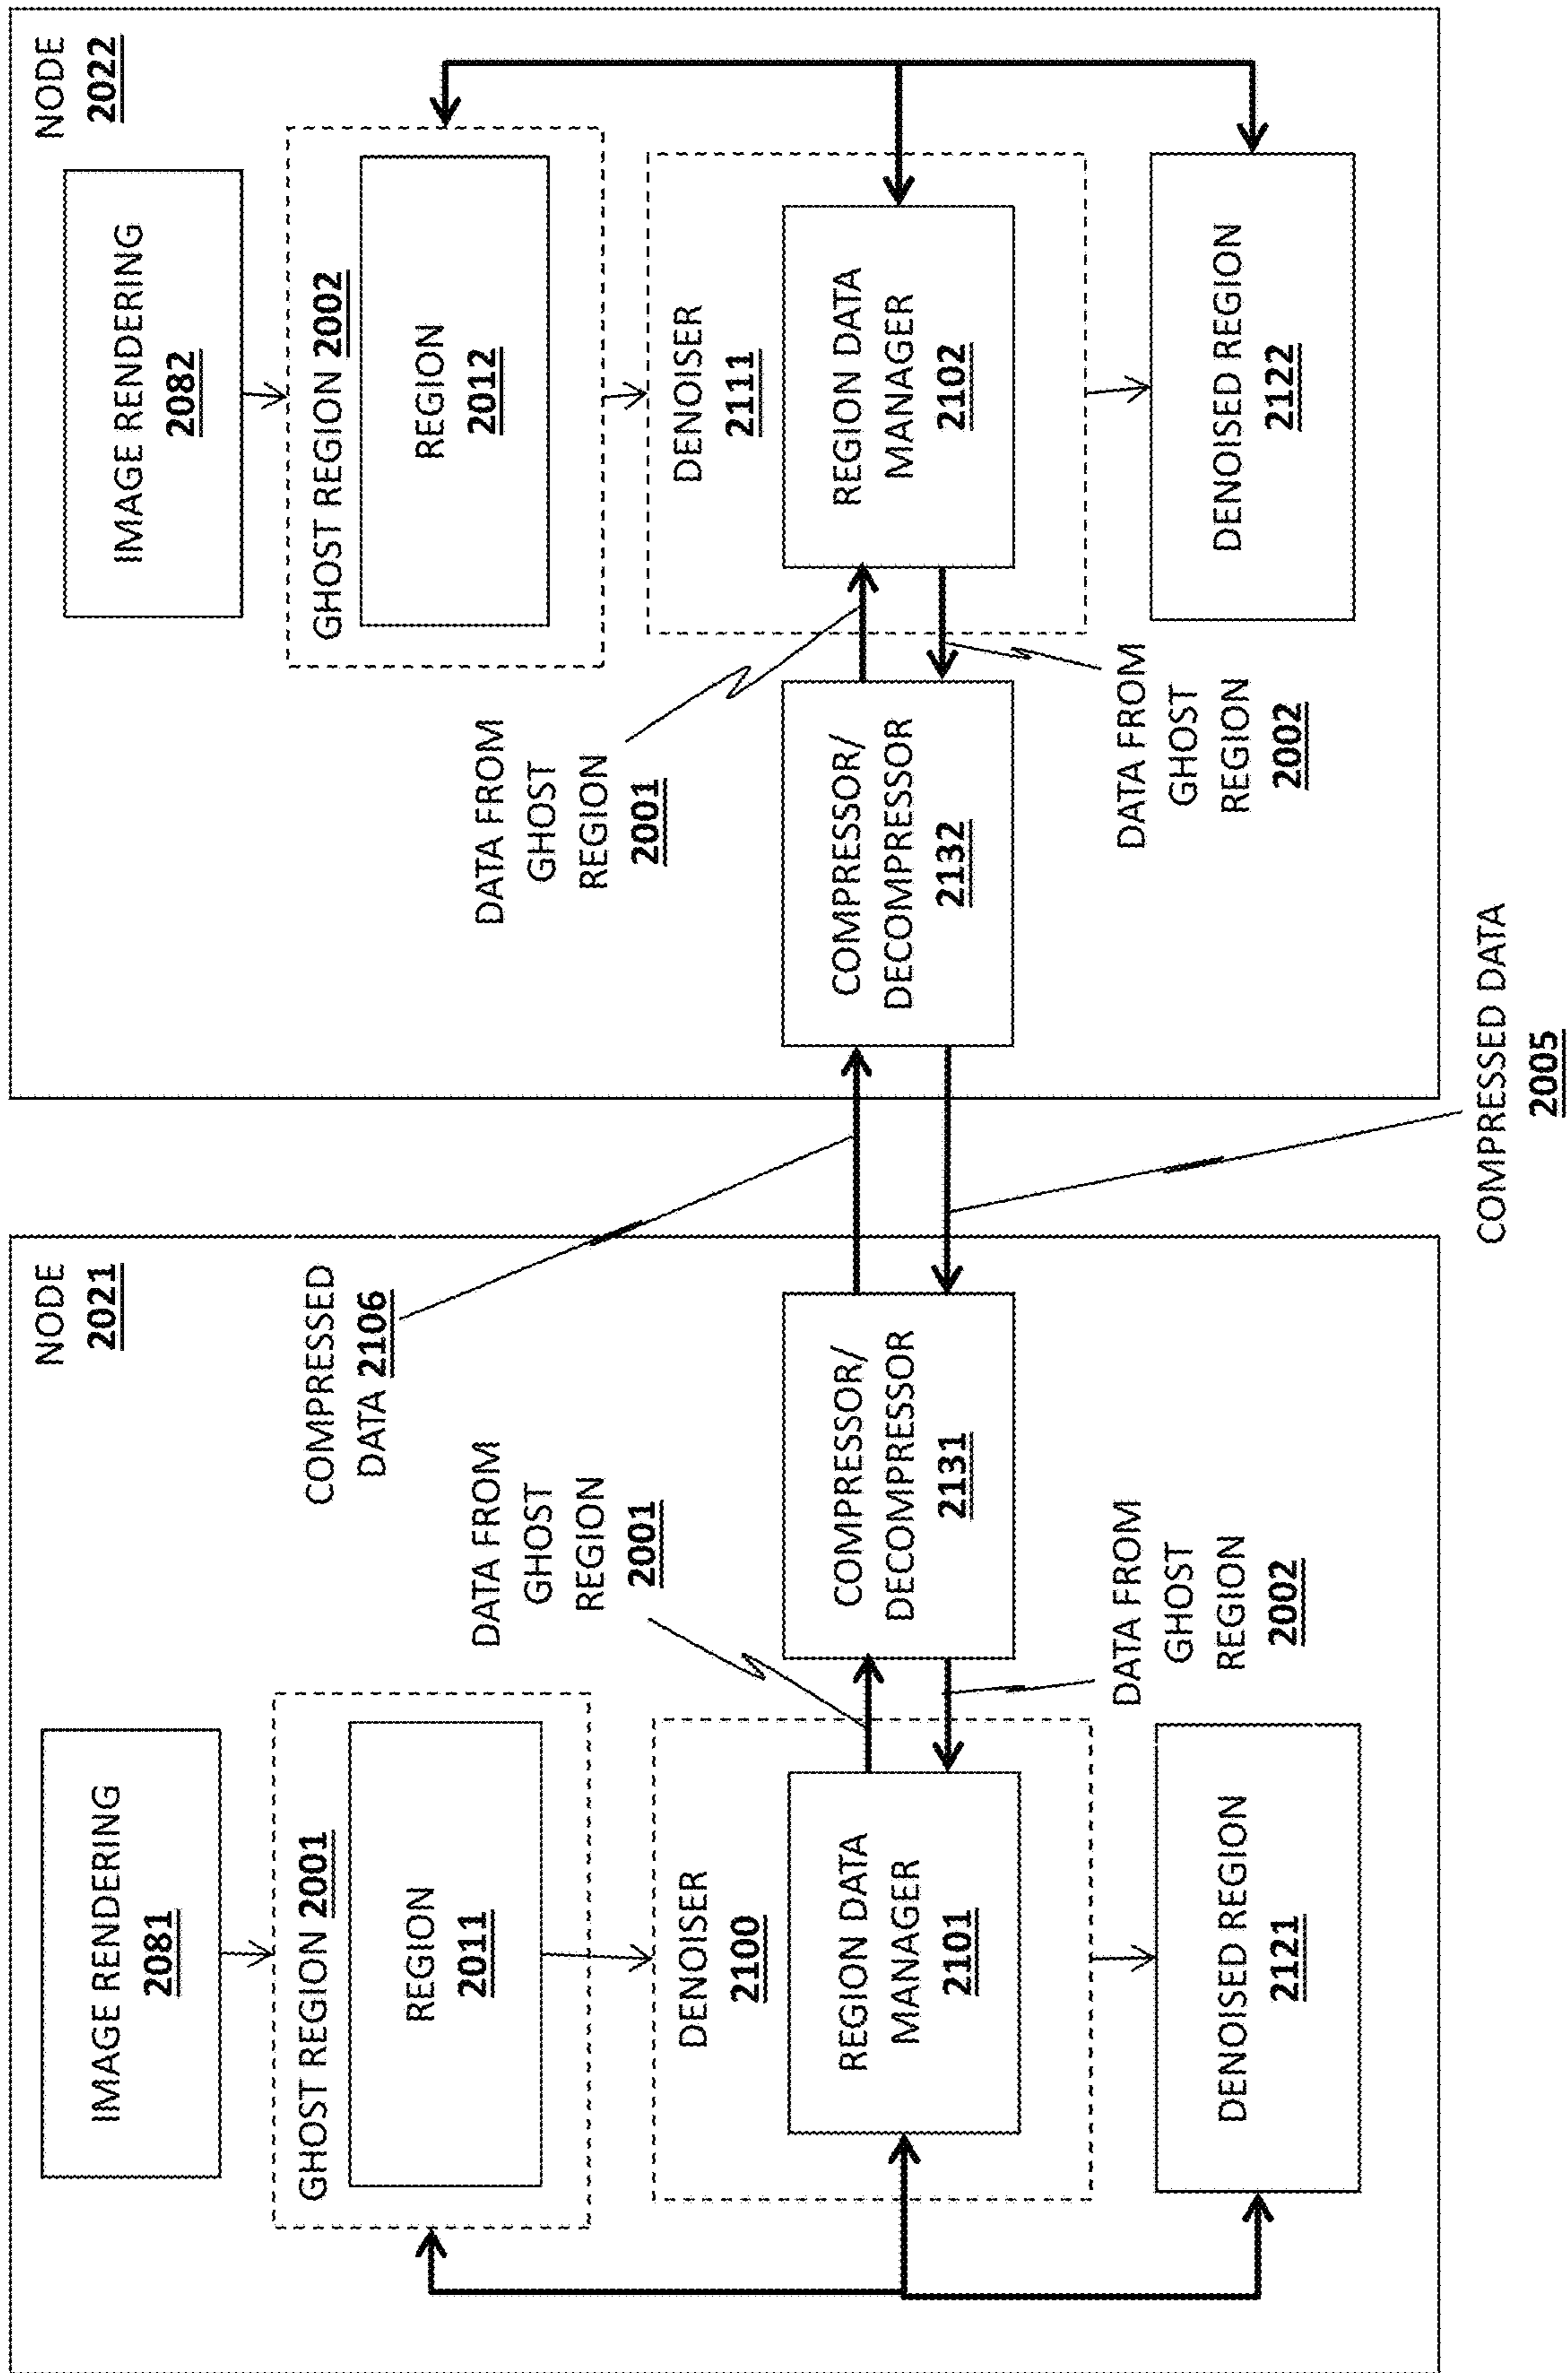 NODE
2021
IMAGE RENDERING
2081
GHOST REGION 2001
REGION
2011
DENOISER
2100
REGION DATA
MANAGER
2101
DENOISED REGION
2121
COMPRESSED
DATA 2106
DATA FROM
GHOST
REGION
2001
COMPRESSOR/
DECOMPRESSOR
2131
DATA FROM
GHOST
REGION
2002
NODE
2022
IMAGE RENDERING
2082
GHOST REGION 2002
REGION
2012
DENOISER
2111
REGION DATA
MANAGER
2102
DENOISED REGION
2122
DATA FROM
GHOST
REGION
2001
COMPRESSOR/
DECOMPRESSOR
2132
DATA FROM
GHOST
REGION
2002
COMPRESSED DATA
2005